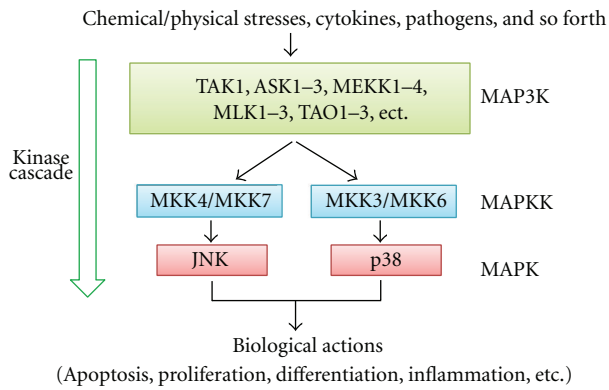 Chemical/physical stresses, cytokines, pathogens, and so forth
TAK1, ASK1–3, MEKK1–4,
MLK1–3, TAO1–3, ect.
MAP3K
Kinase
cascade
MKK4/MKK7
MKK3/MKK6
MAPKK
JNK
p38
MAPK
Biological actions
(Apoptosis, proliferation, differentiation, inflammation, etc.)